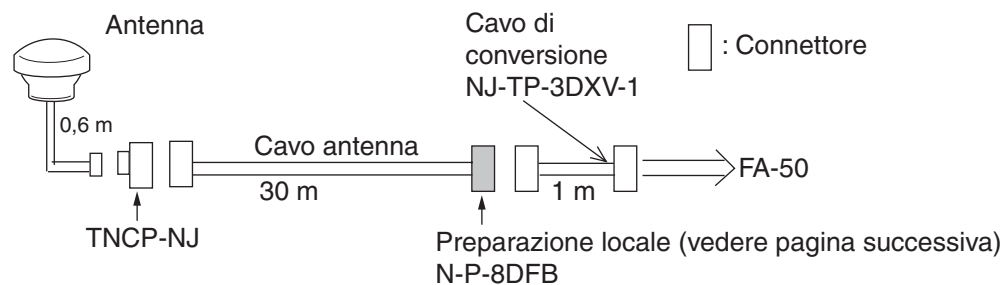 Antenna
Cavo di
conversione
NJ-TP-3DXV-1
: Connettore
0,6 m
Cavo antenna
30 m
1 m
FA-50
TNCP-NJ
Preparazione locale (vedere pagina successiva)
N-P-8DFB